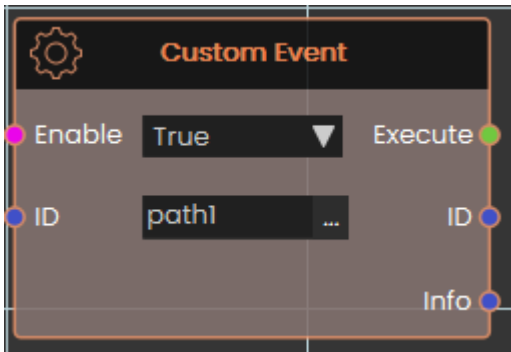 Custom Event
Enable True Execute
ID path1 ... ID
Info